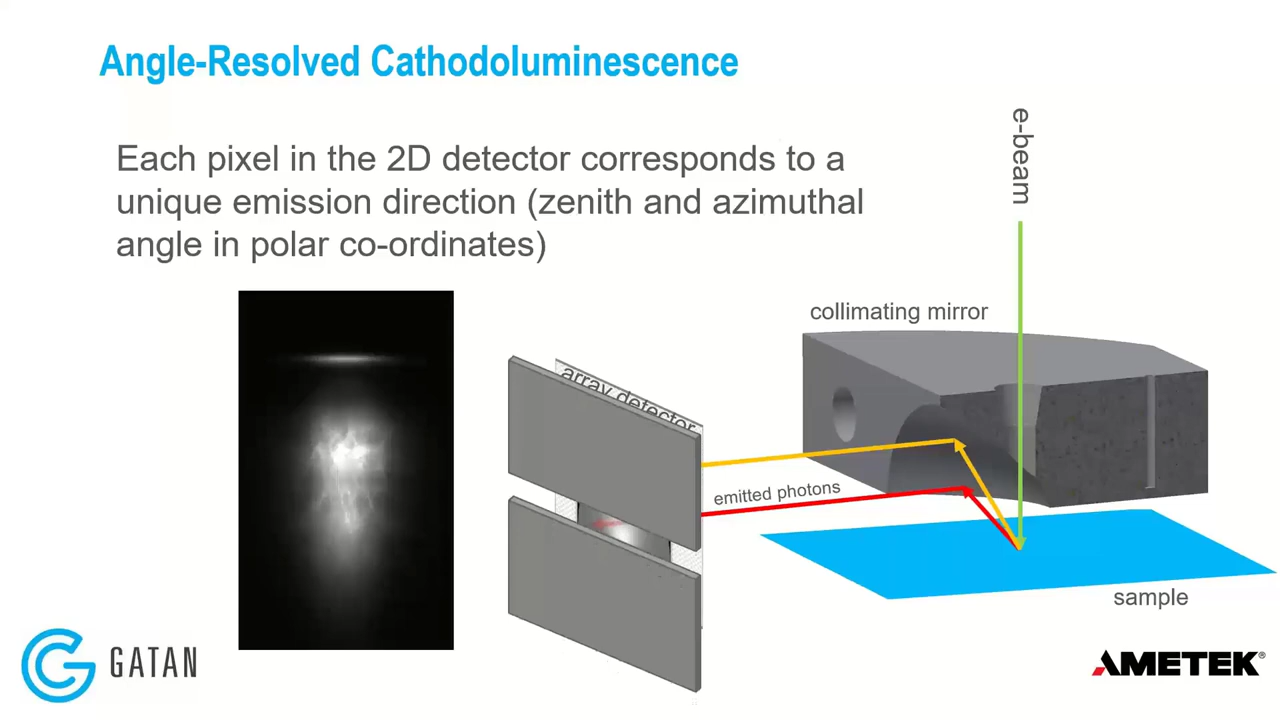 Angle-Resolved Cathodoluminescence
Each pixel in the 2D detector corresponds to a
unique emission direction (zenith and azimuthal
angle in polar co-ordinates)
e-beam
collimating mirror
array detector
emitted photons
sample
GATAN
AMETEK®